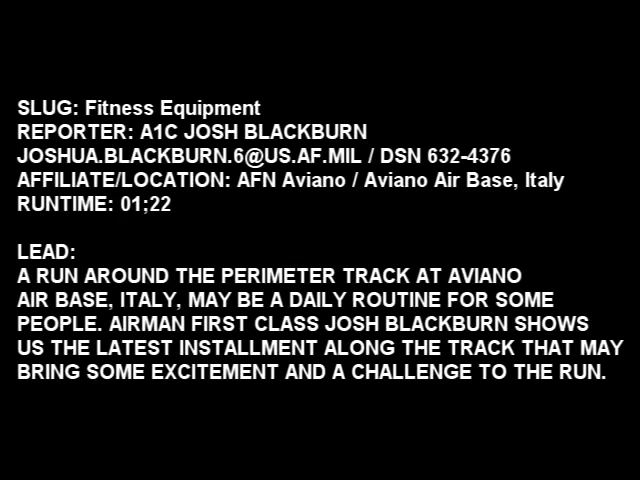 SLUG: Fitness Equipment
REPORTER: A1C JOSH BLACKBURN
JOSHUA.BLACKBURN.6@US.AF.MIL / DSN 632-4376
AFFILIATE/LOCATION: AFN Aviano / Aviano Air Base, Italy
RUNTIME: 01;22
LEAD:
A RUN AROUND THE PERIMETER TRACK AT AVIANO
AIR BASE, ITALY, MAY BE A DAILY ROUTINE FOR SOME
PEOPLE. AIRMAN FIRST CLASS JOSH BLACKBURN SHOWS
US THE LATEST INSTALLMENT ALONG THE TRACK THAT MAY
BRING SOME EXCITEMENT AND A CHALLENGE TO THE RUN.